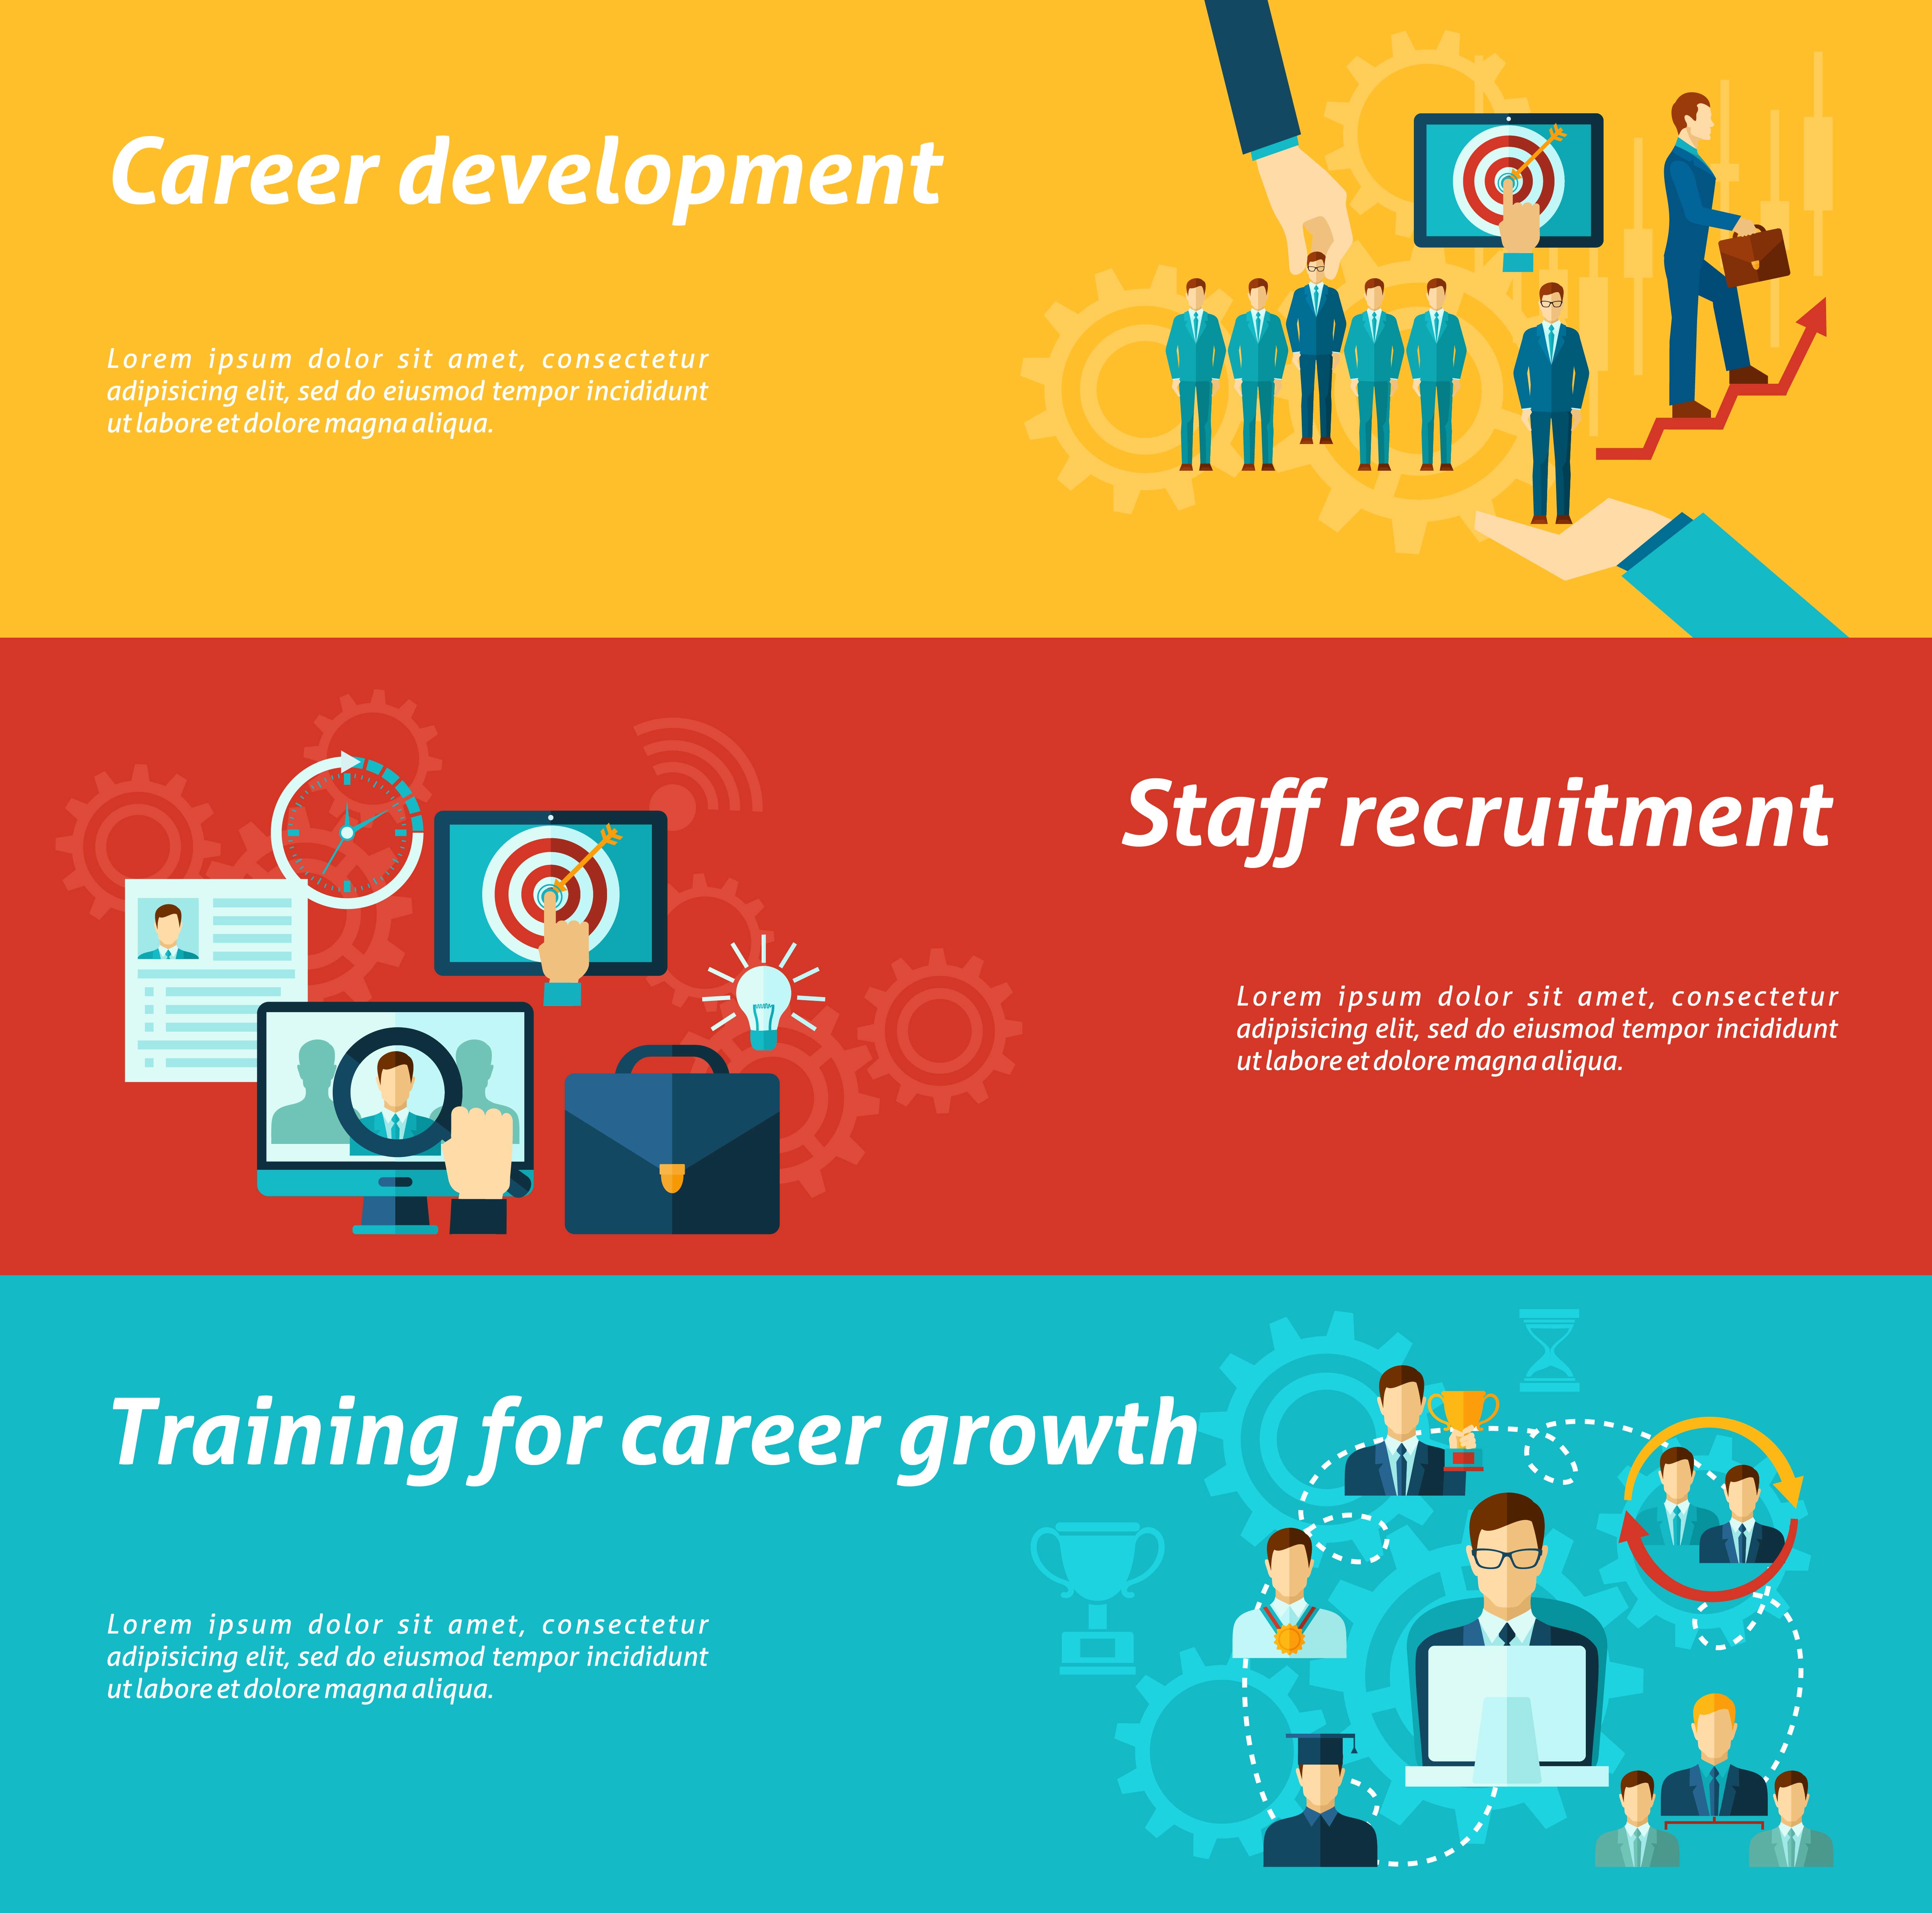 Career development
Lorem ipsum dolor sit amet, consectetur
adipisicing elit, sed do eiusmod tempor incididunt
ut labore et dolore magna aliqua.
Staff recruitment
Lorem ipsum dolor sit amet, consectetur
adipisicing elit, sed do eiusmod tempor incididunt
ut labore et dolore magna aliqua.
Training for career growth
Lorem ipsum dolor sit amet, consectetur
adipisicing elit, sed do eiusmod tempor incididunt
ut labore et dolore magna aliqua.